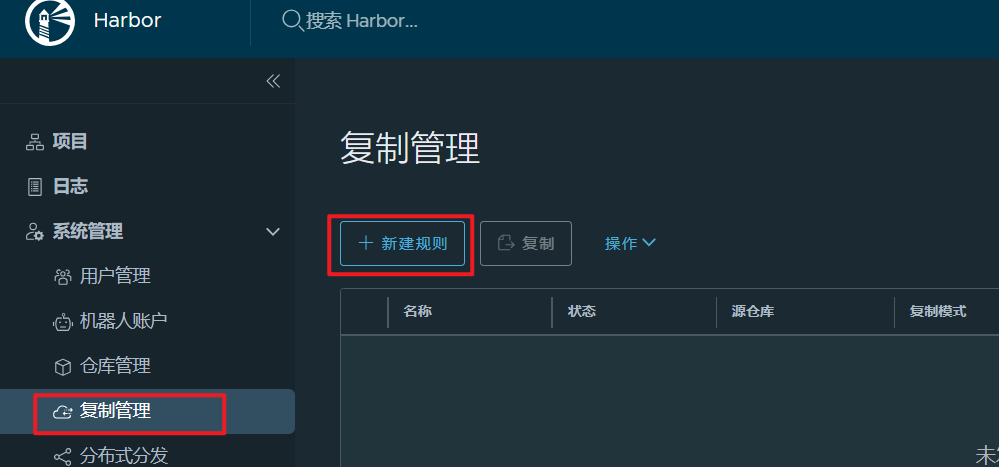 Harbor
搜索 Harbor...
项目
日志
系统管理
用户管理
机器人账户
仓库管理
复制管理
分布式分发
复制管理
新建规则
复制
操作
名称
状态
源仓库
复制模式
未